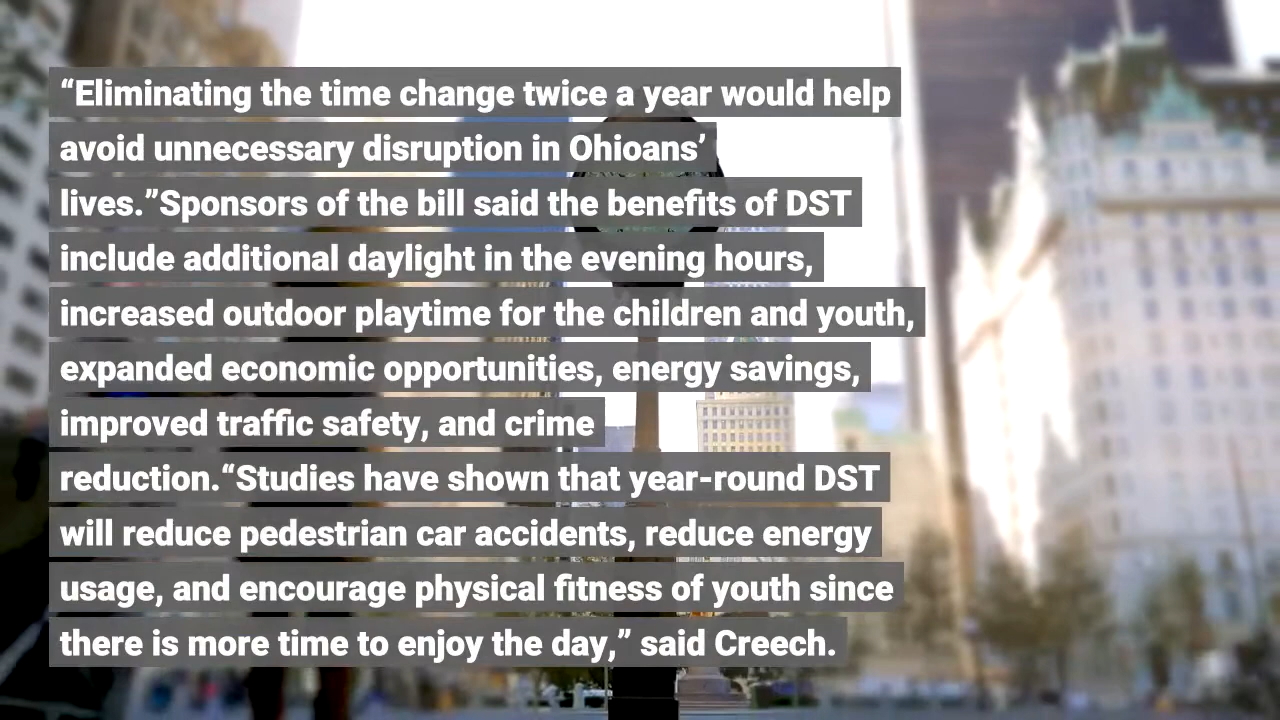 “Eliminating the time change twice a year would help
avoid unnecessary disruption in Ohioans’
lives.”Sponsors of the bill said the benefits of DST
include additional daylight in the evening hours,
increased outdoor playtime for the children and youth,
expanded economic opportunities, energy savings,
improved traffic safety, and crime
reduction.“Studies have shown that year-round DST
will reduce pedestrian car accidents, reduce energy
usage, and encourage physical fitness of youth since
there is more time to enjoy the day,” said Creech.